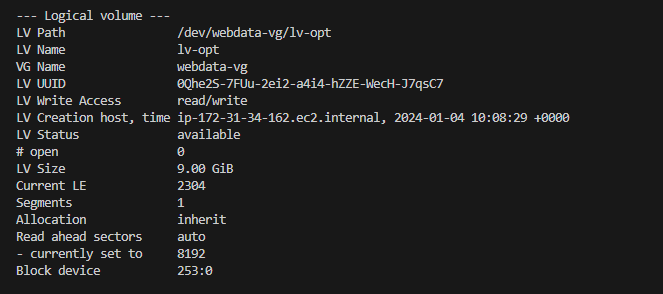 --- Logical volume ---
LV Path                /dev/webdata-vg/lv-opt
LV Name                lv-opt
VG Name                webdata-vg
LV UUID                0Qhe2S-7FUu-2ei2-a4i4-hZZE-WecH-J7qsC7
LV Write Access        read/write
LV Creation host, time ip-172-31-34-162.ec2.internal, 2024-01-04 10:08:29 +0000
LV Status              available
# open                 0
LV Size                9.00 GiB
Current LE             2304
Segments               1
Allocation             inherit
Read ahead sectors     auto
- currently set to     8192
Block device           253:0